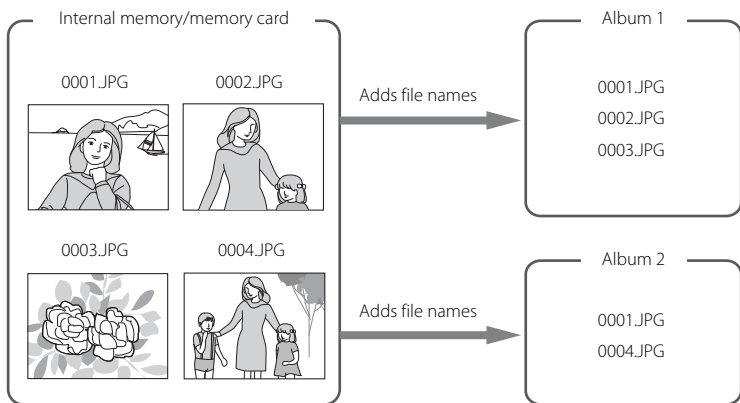 Internal memory/memory card
0001.JPG
0002.JPG
0003.JPG
0004.JPG
Adds file names
Album 1
0001.JPG
0002.JPG
0003.JPG
Adds file names
Album 2
0001.JPG
0004.JPG